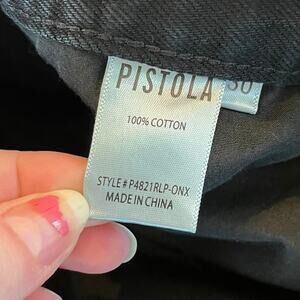 PISTOLA
30
100% COTTON
STYLE# P4821RLP-ONX
MADE IN CHINA